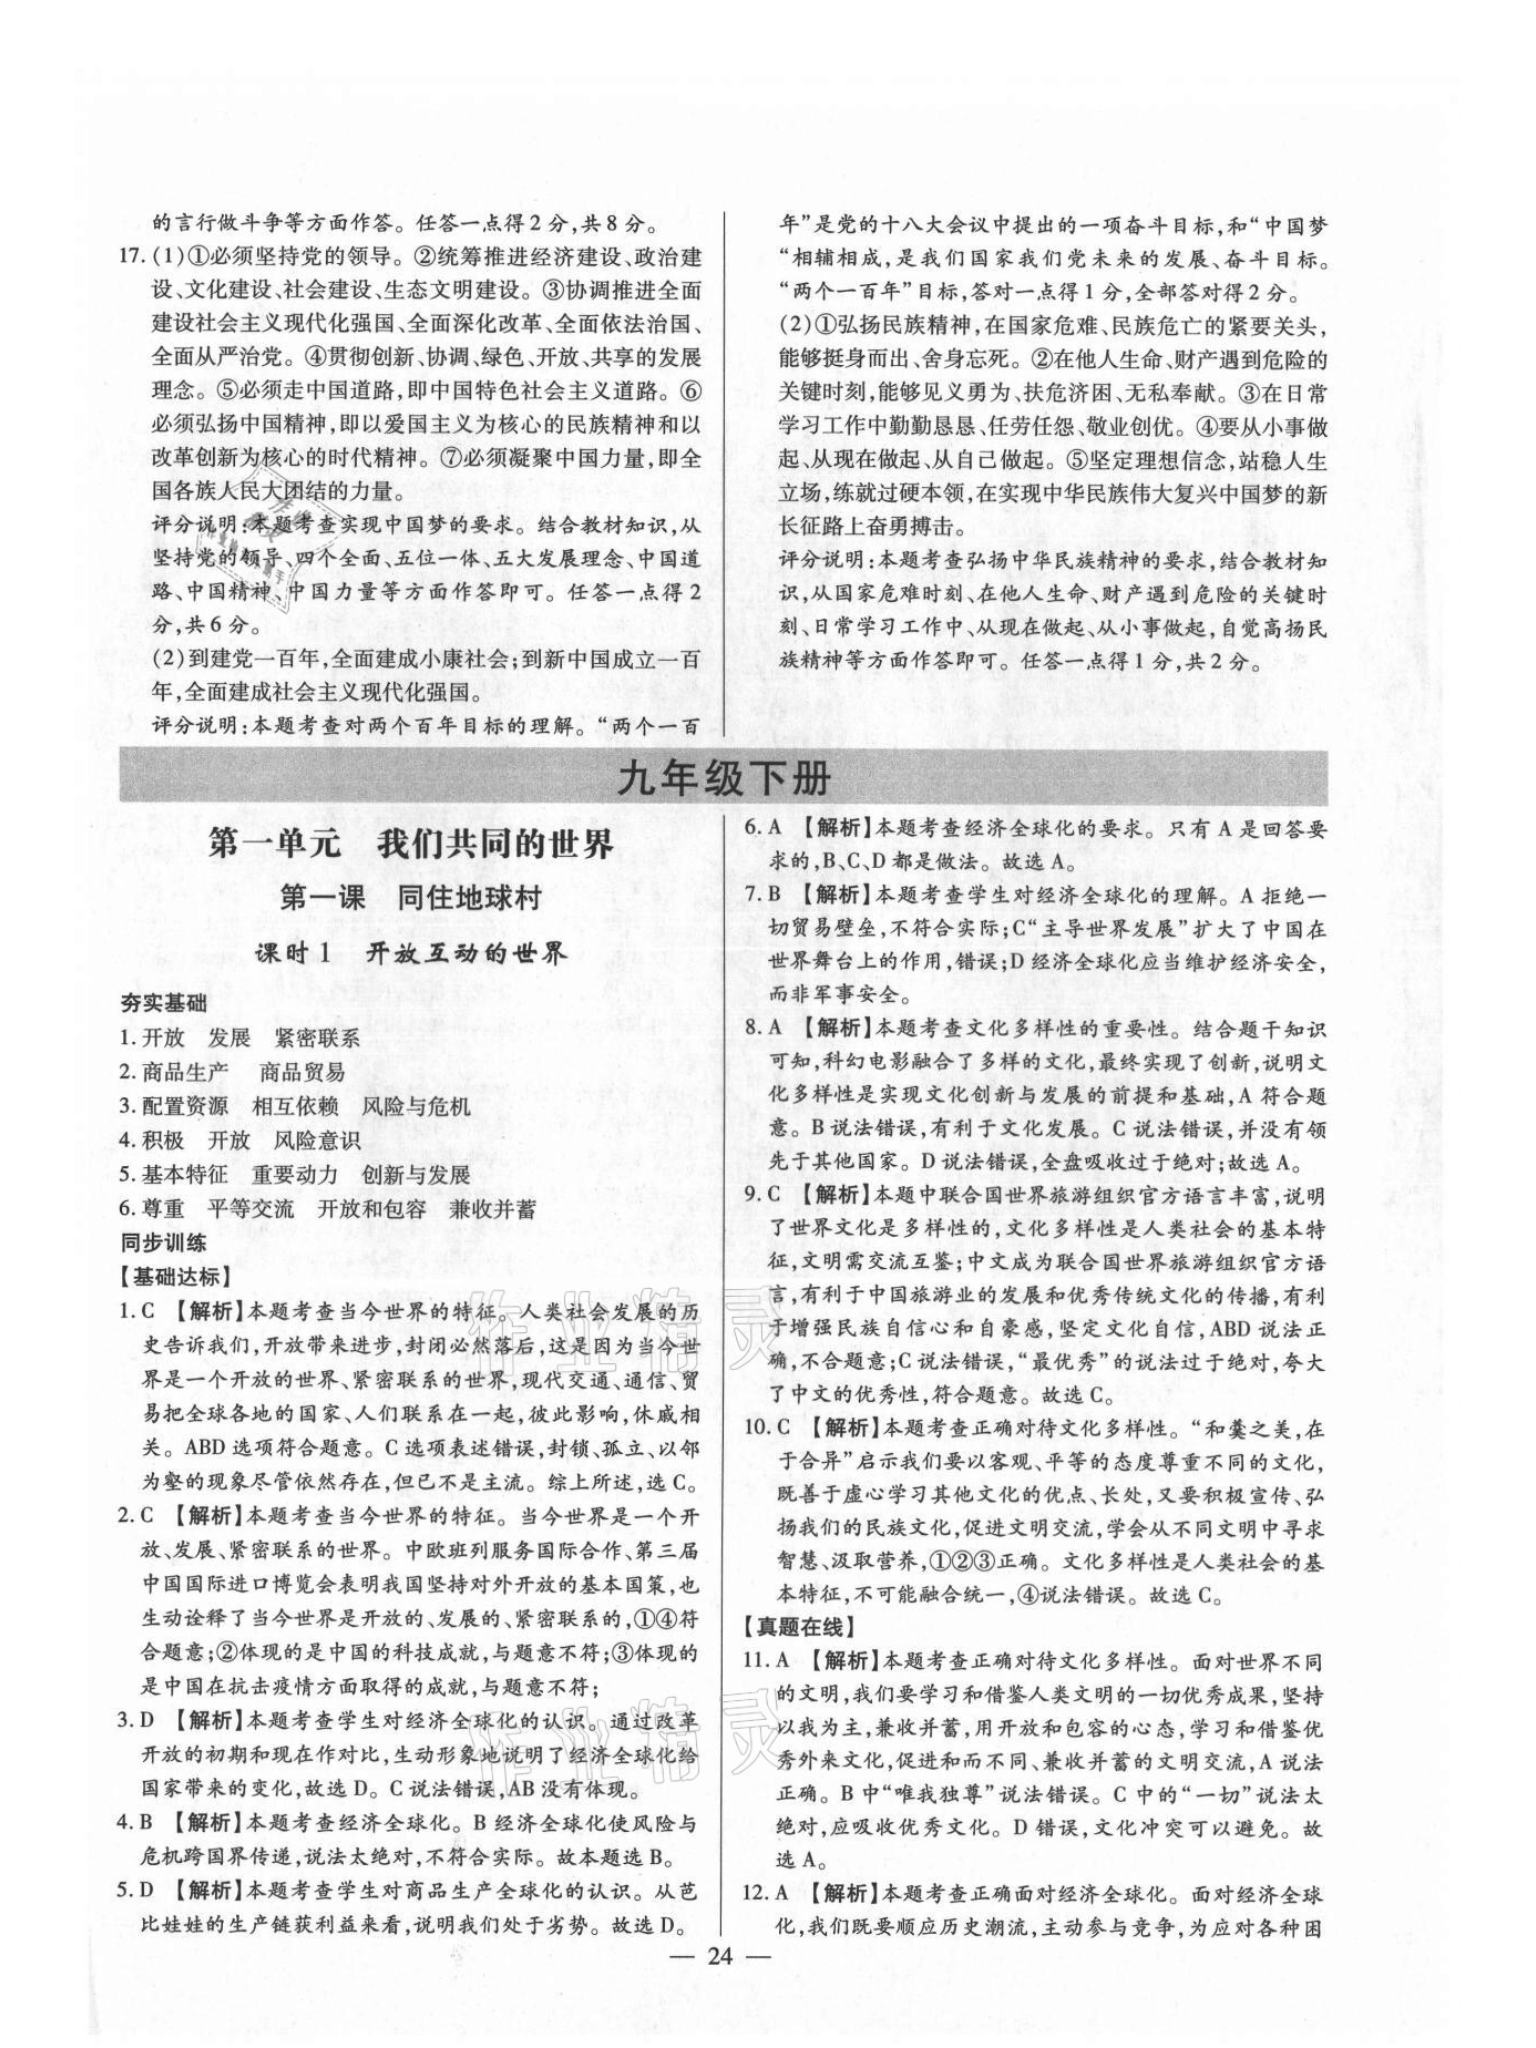 的言行做斗争等方面作答。任答一点得2分,共8分。
17. (1)①必须坚持党的领导。②统筹推进经济建设、政治建
设、文化建设、社会建设、生态文明建设。③协调推进全面
建设社会主义现代化强国、全面深化改革、全面依法治国、
全面从严治党。④贯彻创新、协调、绿色、开放、共享的发展
理念。⑤必须走中国道路,即中国特色社会主义道路。⑥
必须弘扬中国精神,即以爱国主义为核心的民族精神和以
改革创新为核心的时代精神。⑦必须凝聚中国力量,即全
国各族人民大团结的力量。
评分说明:本题考查实现中国梦的要求。结合教材知识,从
坚持党的领导、四个全面、五位一体、五大发展理念、中国道
路、中国精神、中国力量等方面作答即可。任答一点得2
分,共6分。
(2)到建党一百年,全面建成小康社会;到新中国成立一百
年,全面建成社会主义现代化强国。
评分说明:本题考查对两个百年目标的理解。“两个一百
年”是党的十八大会议中提出的一项奋斗目标,和“中国梦
“相辅相成,是我们国家我们党未来的发展、奋斗目标。
“两个一百年”目标,答对一点得1分,全部答对得2分。
(2)①弘扬民族精神,在国家危难、民族危亡的紧要关头,
能够挺身而出、舍身忘死。②在他人生命、财产遇到危险的
关键时刻,能够见义勇为、扶危济困、无私奉献。③在日常
学习工作中勤勤恳恳、任劳任怨、敬业创优。④要从小事做
起、从现在做起、从自己做起。⑤坚定理想信念,站稳人生
立场,练就过硬本领,在实现中华民族伟大复兴中国梦的新
长征路上奋勇搏击。
评分说明:本题考查弘扬中华民族精神的要求,结合教材知
识,从国家危难时刻、在他人生命、财产遇到危险的关键时
刻、日常学习工作中、从现在做起、从小事做起,自觉高扬民
族精神等方面作答即可。任答一点得1分,共2分。
九年级下册
第一单元 我们共同的世界
第一课 同住地球村
课时1 开放互动的世界
夯实基础
1. 开放 发展 紧密联系
2. 商品生产 商品贸易
3. 配置资源 相互依赖 风险与危机
4. 积极 开放 风险意识
5. 基本特征 重要动力 创新与发展
6. 尊重 平等交流 开放和包容 兼收并蓄
同步训练
【基础达标】
1. C 【解析】本题考查当今世界的特征。人类社会发展的历
史告诉我们,开放带来进步,封闭必然落后,这是因为当今世
界是一个开放的世界、紧密联系的世界,现代交通、通信、贸
易把全球各地的国家、人们联系在一起,彼此影响,休戚相
关。ABD选项符合题意。C选项表述错误,封锁、孤立、以邻
为壑的现象尽管依然存在,但已不是主流。综上所述,选C。
2. C 【解析】本题考查当今世界的特征。当今世界是一个开
放、发展、紧密联系的世界。中欧班列服务国际合作、第三届
中国国际进口博览会表明我国坚持对外开放的基本国策,也
生动诠释了当今世界是开放的、发展的、紧密联系的,①④符
合题意;②体现的是中国的科技成就,与题意不符;③体现的
是中国在抗击疫情方面取得的成就,与题意不符;
3. D 【解析】本题考查学生对经济全球化的认识。通过改革
开放的初期和现在作对比,生动形象地说明了经济全球化给
国家带来的变化,故选D。C说法错误,AB没有体现。
4. B 【解析】本题考查经济全球化。B经济全球化使风险与
危机跨国界传递,说法太绝对,不符合实际。故本题选B。
5. D 【解析】本题考查学生对商品生产全球化的认识。从芭
比娃娃的生产链获利益来看,说明我们处于劣势。故选D。
6. A 【解析】本题考查经济全球化的要求。只有A是回答要
求的,B、C、D都是做法。故选A。
7. B 【解析】本题考查学生对经济全球化的理解。A拒绝一
切贸易壁垒,不符合实际;C“主导世界发展”扩大了中国在
世界舞台上的作用,错误;D经济全球化应当维护经济安全,
而非军事安全。
8. A 【解析】本题考查文化多样性的重要性。结合题干知识
可知,科幻电影融合了多样的文化,最终实现了创新,说明文
化多样性是实现文化创新与发展的前提和基础,A符合题
意。B说法错误,有利于文化发展。C说法错误,并没有领
先于其他国家。D说法错误,全盘吸收过于绝对;故选A。
9. C 【解析】本题中联合国世界旅游组织官方语言丰富,说明
了世界文化是多样性的,文化多样性是人类社会的基本特
征,文明需交流互鉴;中文成为联合国世界旅游组织官方语
言,有利于中国旅游业的发展和优秀传统文化的传播,有利
于增强民族自信心和自豪感,坚定文化自信,ABD说法正
确,不合题意;C说法错误,“最优秀”的说法过于绝对,夸大
了中文的优秀性,符合题意。故选C。
10. C 【解析】本题考查正确对待文化多样性。“和羹之美,在
于合异”启示我们要以客观、平等的态度尊重不同的文化,
既善于虚心学习其他文化的优点、长处,又要积极宣传、弘
扬我们的民族文化,促进文明交流,学会从不同文明中寻求
智慧、汲取营养,①②③正确。文化多样性是人类社会的基
本特征,不可能融合统一,④说法错误。故选C。
【真题在线】
11. A 【解析】本题考查正确对待文化多样性。面对世界不同
的文明,我们要学习和借鉴人类文明的一切优秀成果,坚持
以我为主,兼收并蓄,用开放和包容的心态,学习和借鉴优
秀外来文化,促进和而不同、兼收并蓄的文明交流,A说法
正确。B中“唯我独尊”说法错误。C中的“一切”说法太
绝对,应吸收优秀文化。D错误,文化冲突可以避免。故
选A。
12. A 【解析】本题考查正确面对经济全球化。面对经济全球
化,我们既要顺应历史潮流,主动参与竞争,为应对各种困
— 24 —
作业精灵
作业精灵